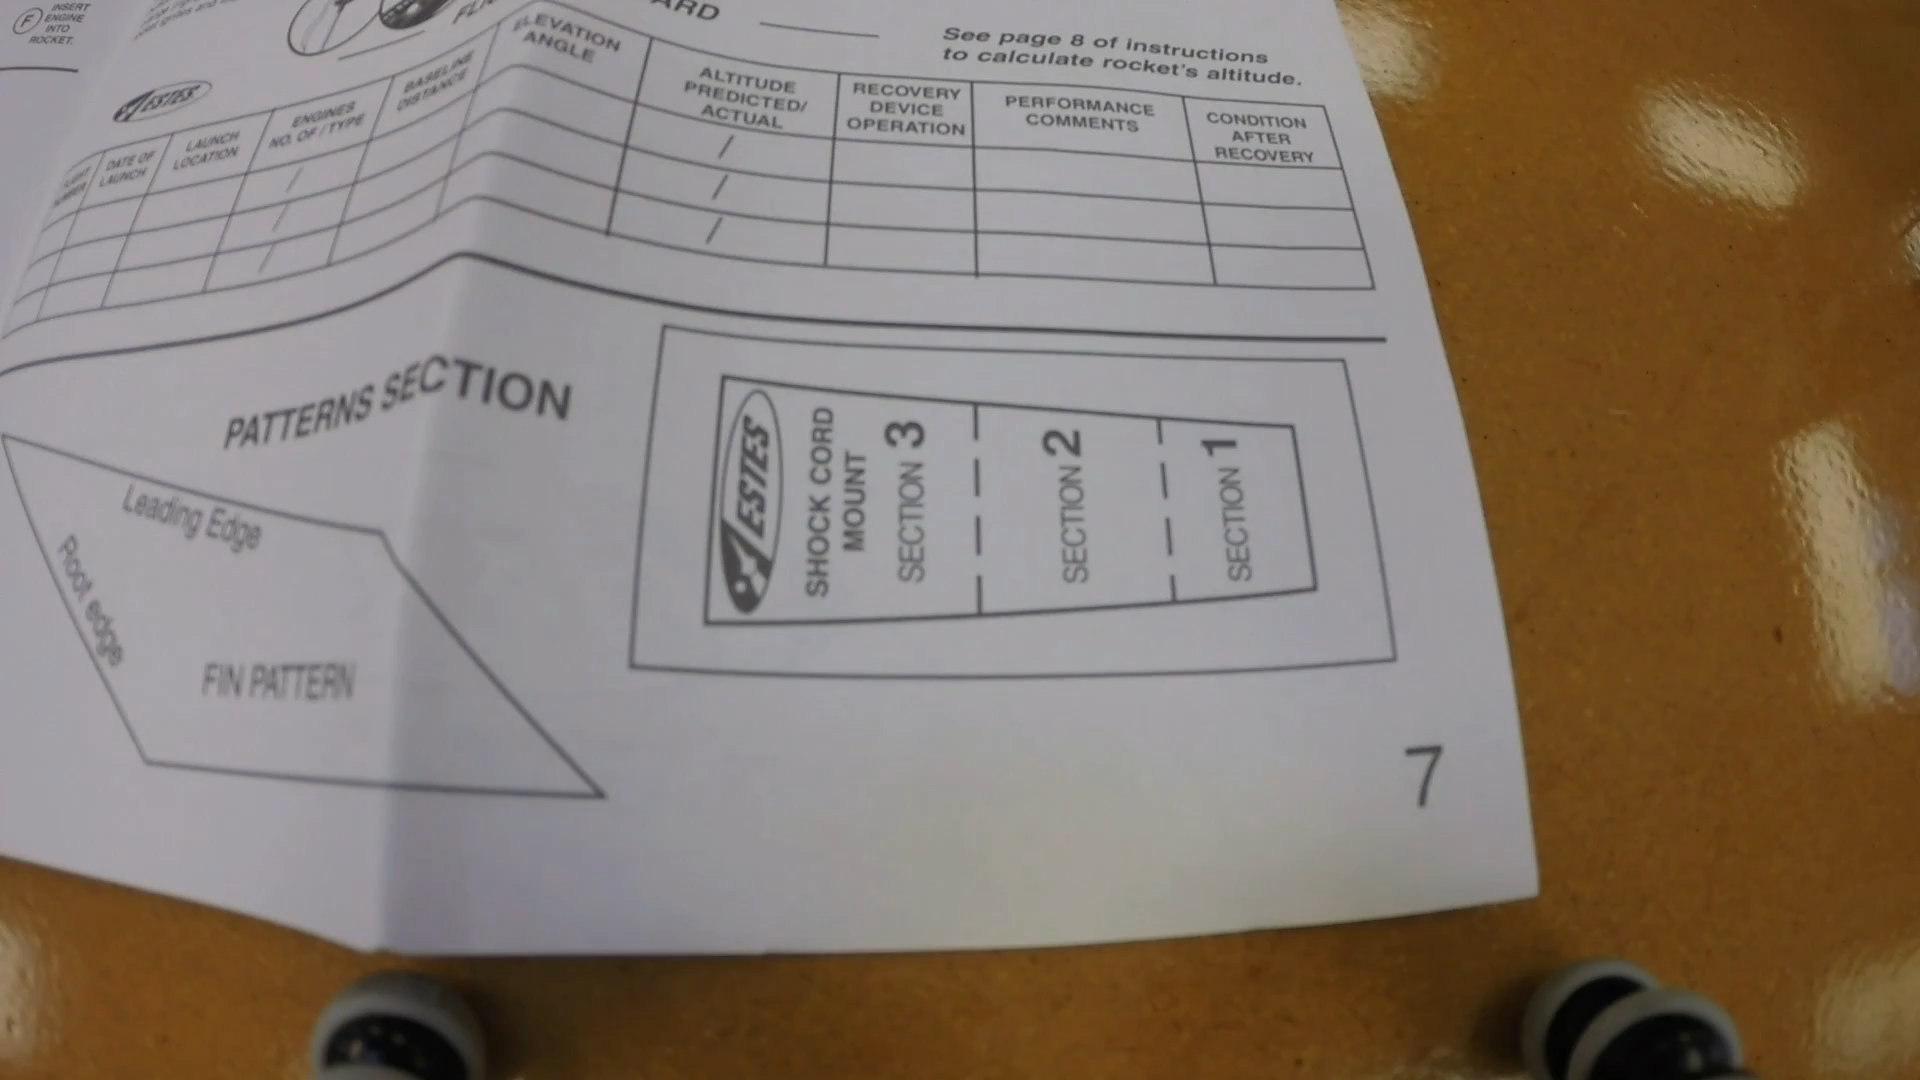 F INSERT
ENGINE
INTO
ROCKET.
ARD
See page 8 of instructions
to calculate rocket's altitude.
ESTES
DATE OF
LAUNCH
LAUNCH
LOCATION
ENGINES
NO. OF / TYPE
BASELINE
DISTANCE
ELEVATION
ANGLE
ALTITUDE
PREDICTED/
ACTUAL
RECOVERY
DEVICE
OPERATION
PERFORMANCE
COMMENTS
CONDITION
AFTER
RECOVERY
/ /
/ /
/ /
PATTERNS SECTION
Leading Edge
Root edge
FIN PATTERN
ESTES
SHOCK CORD
MOUNT
SECTION 3
SECTION 2
SECTION 1
7